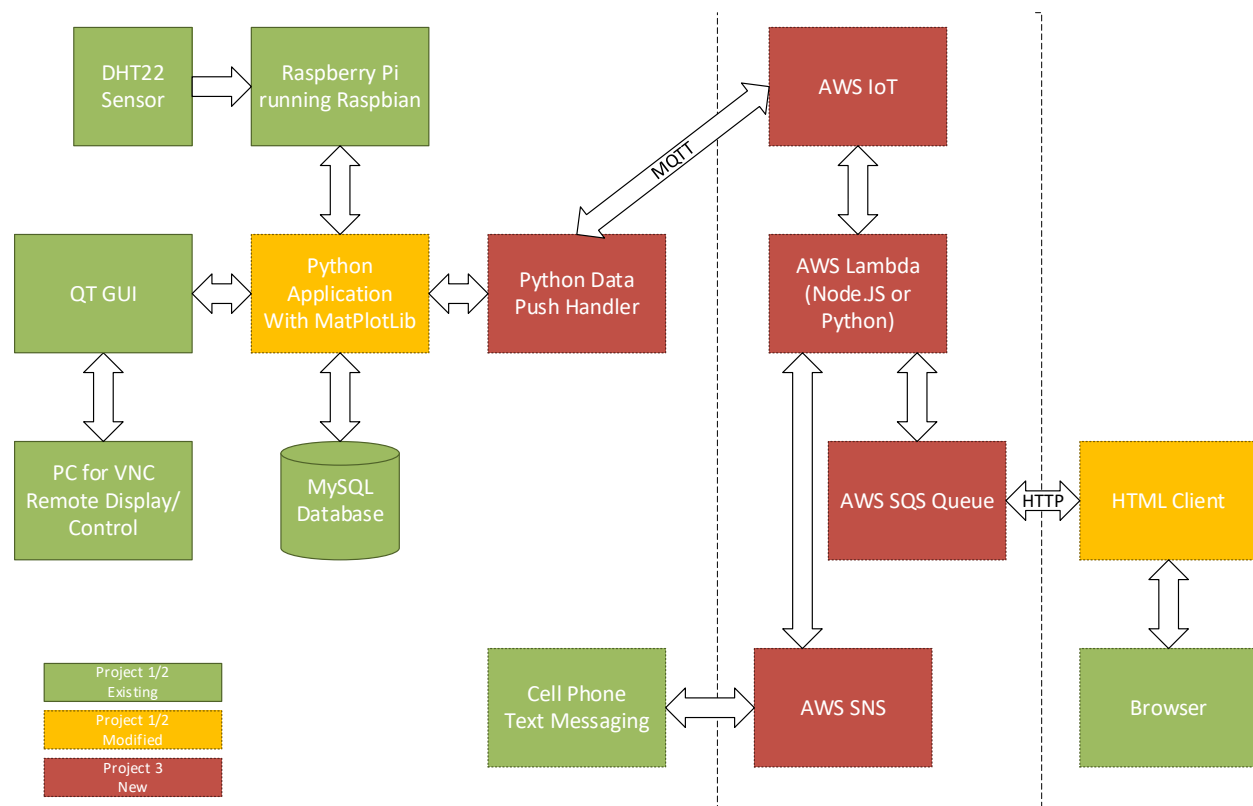 DHT22
Sensor
Raspberry Pi
running Raspbian
AWS IoT
MQTT
QT GUI
Python
Application
With MatPlotLib
Python Data
Push Handler
AWS Lambda
(Node.JS or
Python)
PC for VNC
Remote Display/
Control
MySQL
Database
AWS SQS Queue
HTTP
HTML Client
Cell Phone
Text Messaging
AWS SNS
Browser
Project 1/2
Existing
Project 1/2
Modified
Project 3
New